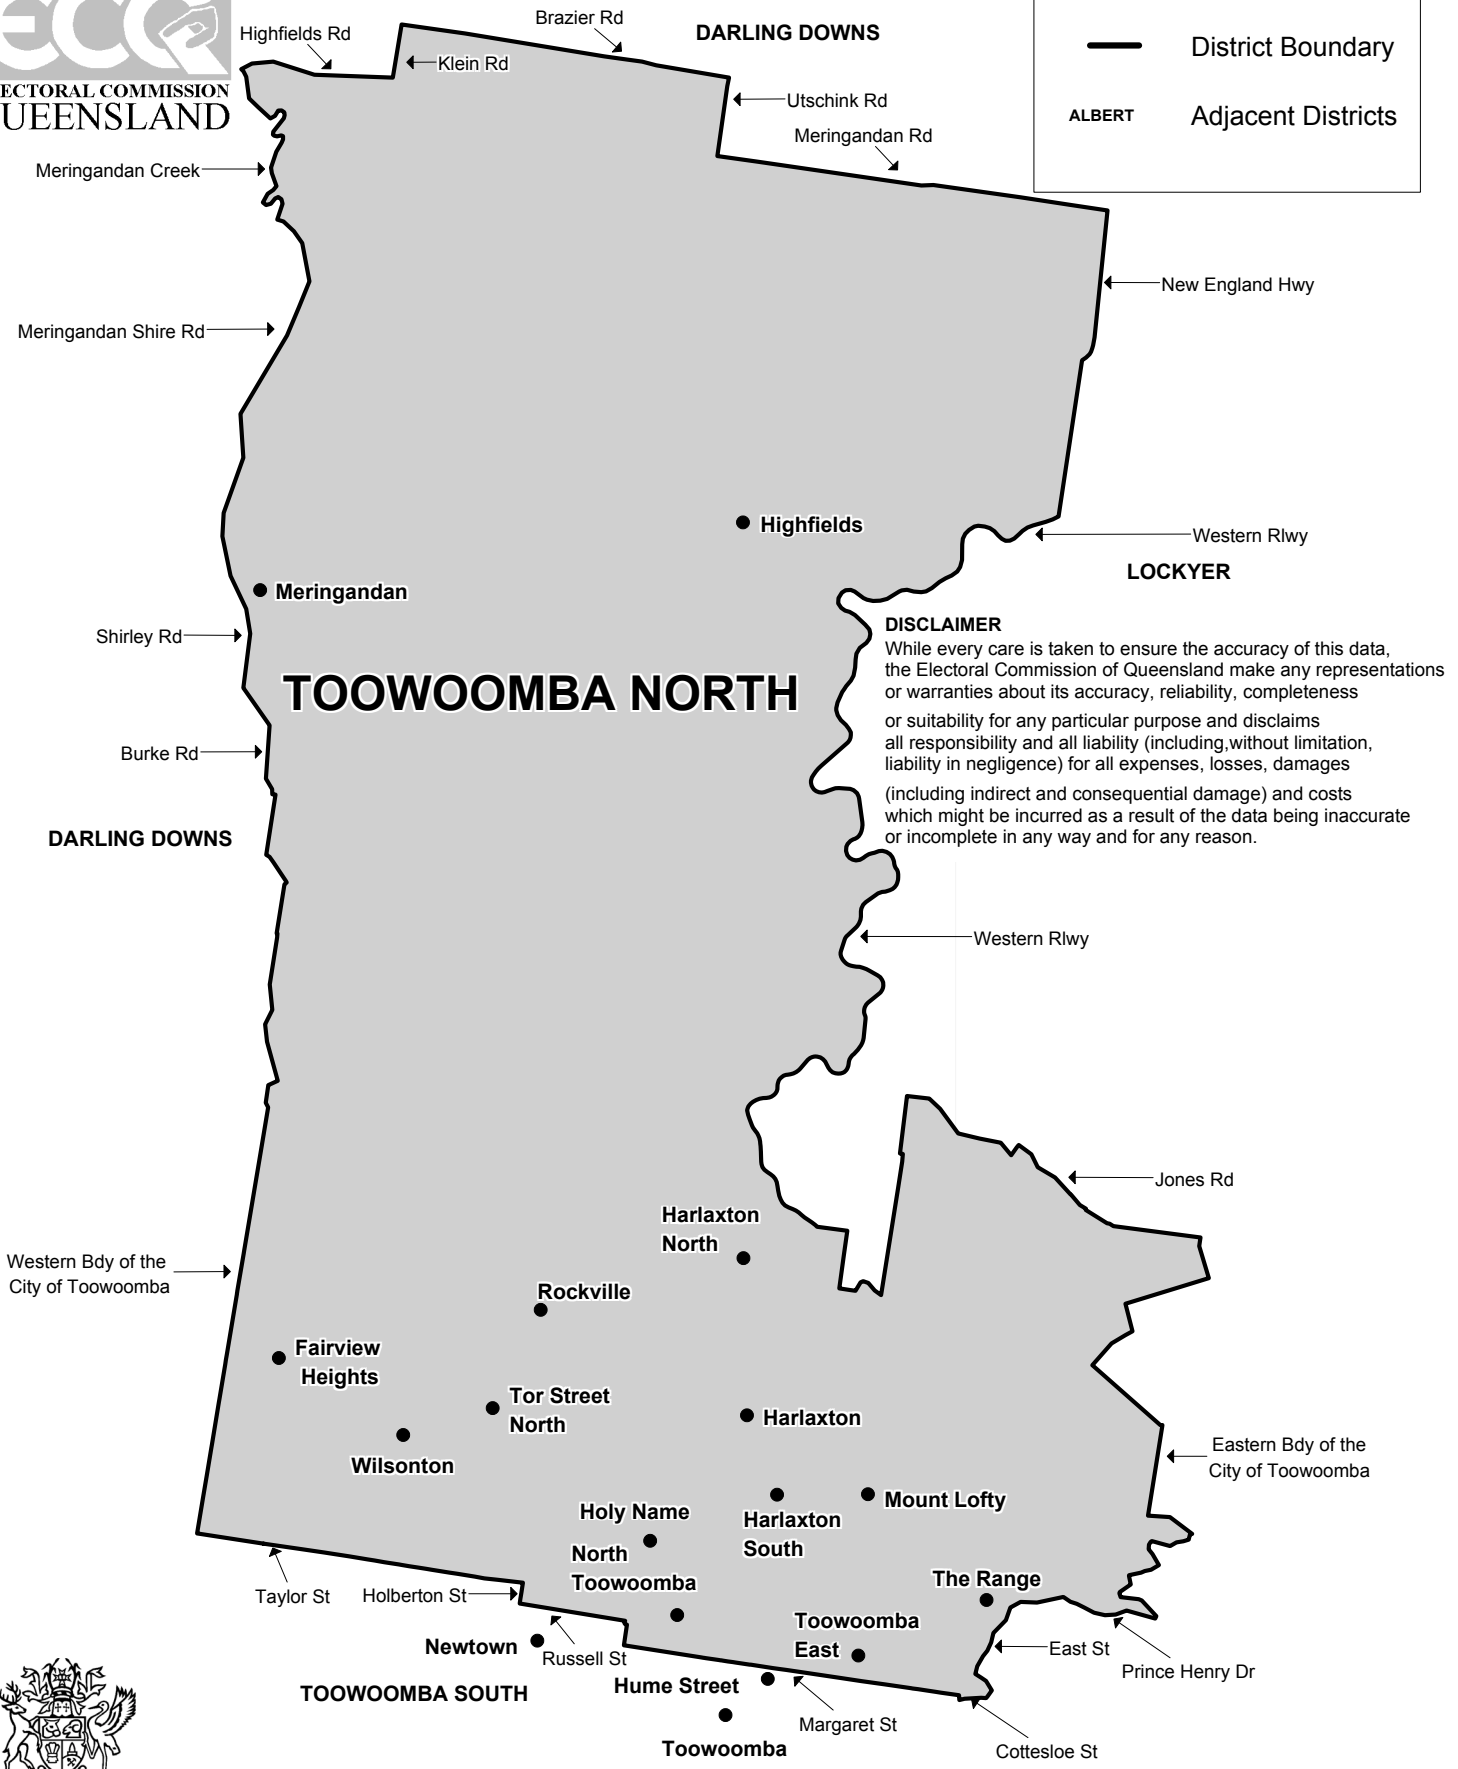 ECTORAL COMMISSION
UEENSLAND
Highfields Rd
Klein Rd
Brazier Rd
DARLING DOWNS
Utschink Rd
Meringandan Rd
District Boundary
ALBERT
Adjacent Districts
Meringandan Creek
New England Hwy
Meringandan Shire Rd
Highfields
Western Rlwy
LOCKYER
Meringandan
Shirley Rd
TOOWOOMBA NORTH
DISCLAIMER
While every care is taken to ensure the accuracy of this data,
the Electoral Commission of Queensland make any representations
or warranties about its accuracy, reliability, completeness
or suitability for any particular purpose and disclaims
all responsibility and all liability (including,without limitation,
liability in negligence) for all expenses, losses, damages
(including indirect and consequential damage) and costs
which might be incurred as a result of the data being inaccurate
or incomplete in any way and for any reason.
Burke Rd
DARLING DOWNS
Western Rlwy
Jones Rd
Harlaxton
North
Western Bdy of the
City of Toowoomba
Rockville
Fairview
Heights
Tor Street
North
Harlaxton
Wilsonton
Eastern Bdy of the
City of Toowoomba
Mount Lofty
Holy Name
Harlaxton
South
North
Toowoomba
The Range
Taylor St
Holberton St
Toowoomba
East
Newtown
Russell St
East St
Prince Henry Dr
TOOWOOMBA SOUTH
Hume Street
Margaret St
Toowoomba
Cottesloe St